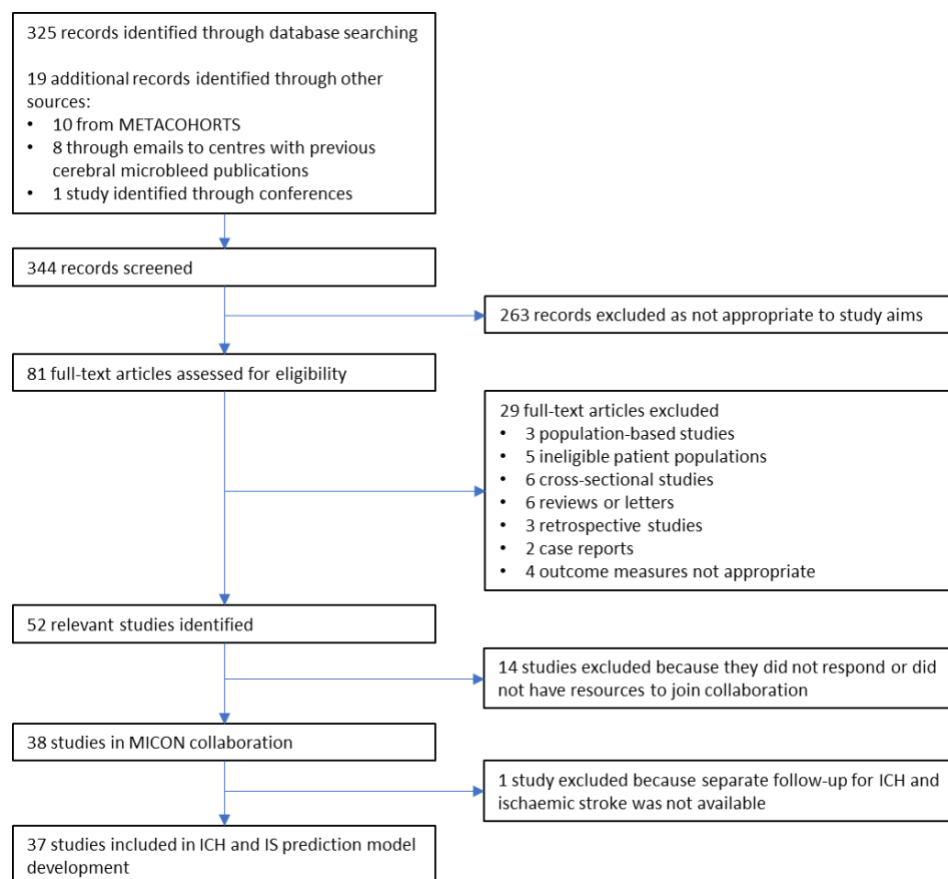 325 records identified through database searching
19 additional records identified through other
sources:
• 10 from METACOHORTS
• 8 through emails to centres with previous
cerebral microbleed publications
• 1 study identified through conferences
344 records screened
263 records excluded as not appropriate to study aims
81 full-text articles assessed for eligibility
29 full-text articles excluded
• 3 population-based studies
• 5 ineligible patient populations
• 6 cross-sectional studies
• 6 reviews or letters
• 3 retrospective studies
• 2 case reports
• 4 outcome measures not appropriate
52 relevant studies identified
14 studies excluded because they did not respond or did
not have resources to join collaboration
38 studies in MICON collaboration
1 study excluded because separate follow-up for ICH and
ischaemic stroke was not available
37 studies included in ICH and IS prediction model
development